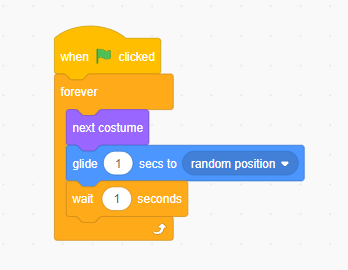 when clicked
forever
next costume
glide 1 secs to random position
wait 1 seconds